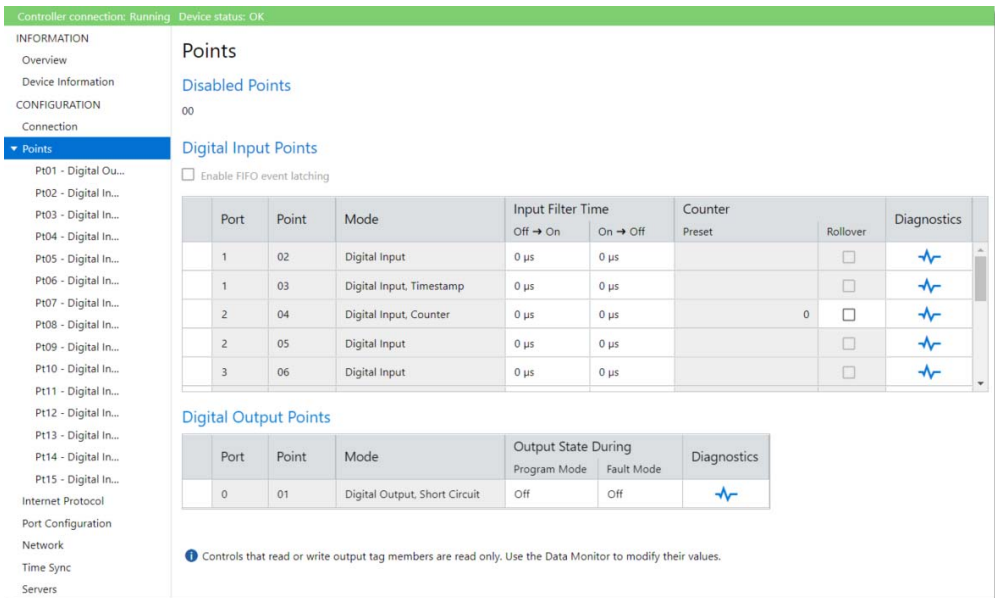 Controller connection: Running Device status: OK
INFORMATION
Overview
Device Information
CONFIGURATION
Connection
Points
Pt01 - Digital Ou...
Pt02 - Digital In...
Pt03 - Digital In...
Pt04 - Digital In...
Pt05 - Digital In...
Pt06 - Digital In...
Pt07 - Digital In...
Pt08 - Digital In...
Pt09 - Digital In...
Pt10 - Digital In...
Pt11 - Digital In...
Pt12 - Digital In...
Pt13 - Digital In...
Pt14 - Digital In...
Pt15 - Digital In...
Internet Protocol
Port Configuration
Network
Time Sync
Servers
Points
Disabled Points
00
Digital Input Points
Enable FIFO event latching
Port Point Mode Input Filter Time Counter Diagnostics
Off → On On → Off Preset Rollover
1 02 Digital Input 0 µs 0 µs
1 03 Digital Input, Timestamp 0 µs 0 µs
2 04 Digital Input, Counter 0 µs 0 µs 0
2 05 Digital Input 0 µs 0 µs
3 06 Digital Input 0 µs 0 µs
Digital Output Points
Port Point Mode Output State During Diagnostics
Program Mode Fault Mode
0 01 Digital Output, Short Circuit Off Off
Controls that read or write output tag members are read only. Use the Data Monitor to modify their values.